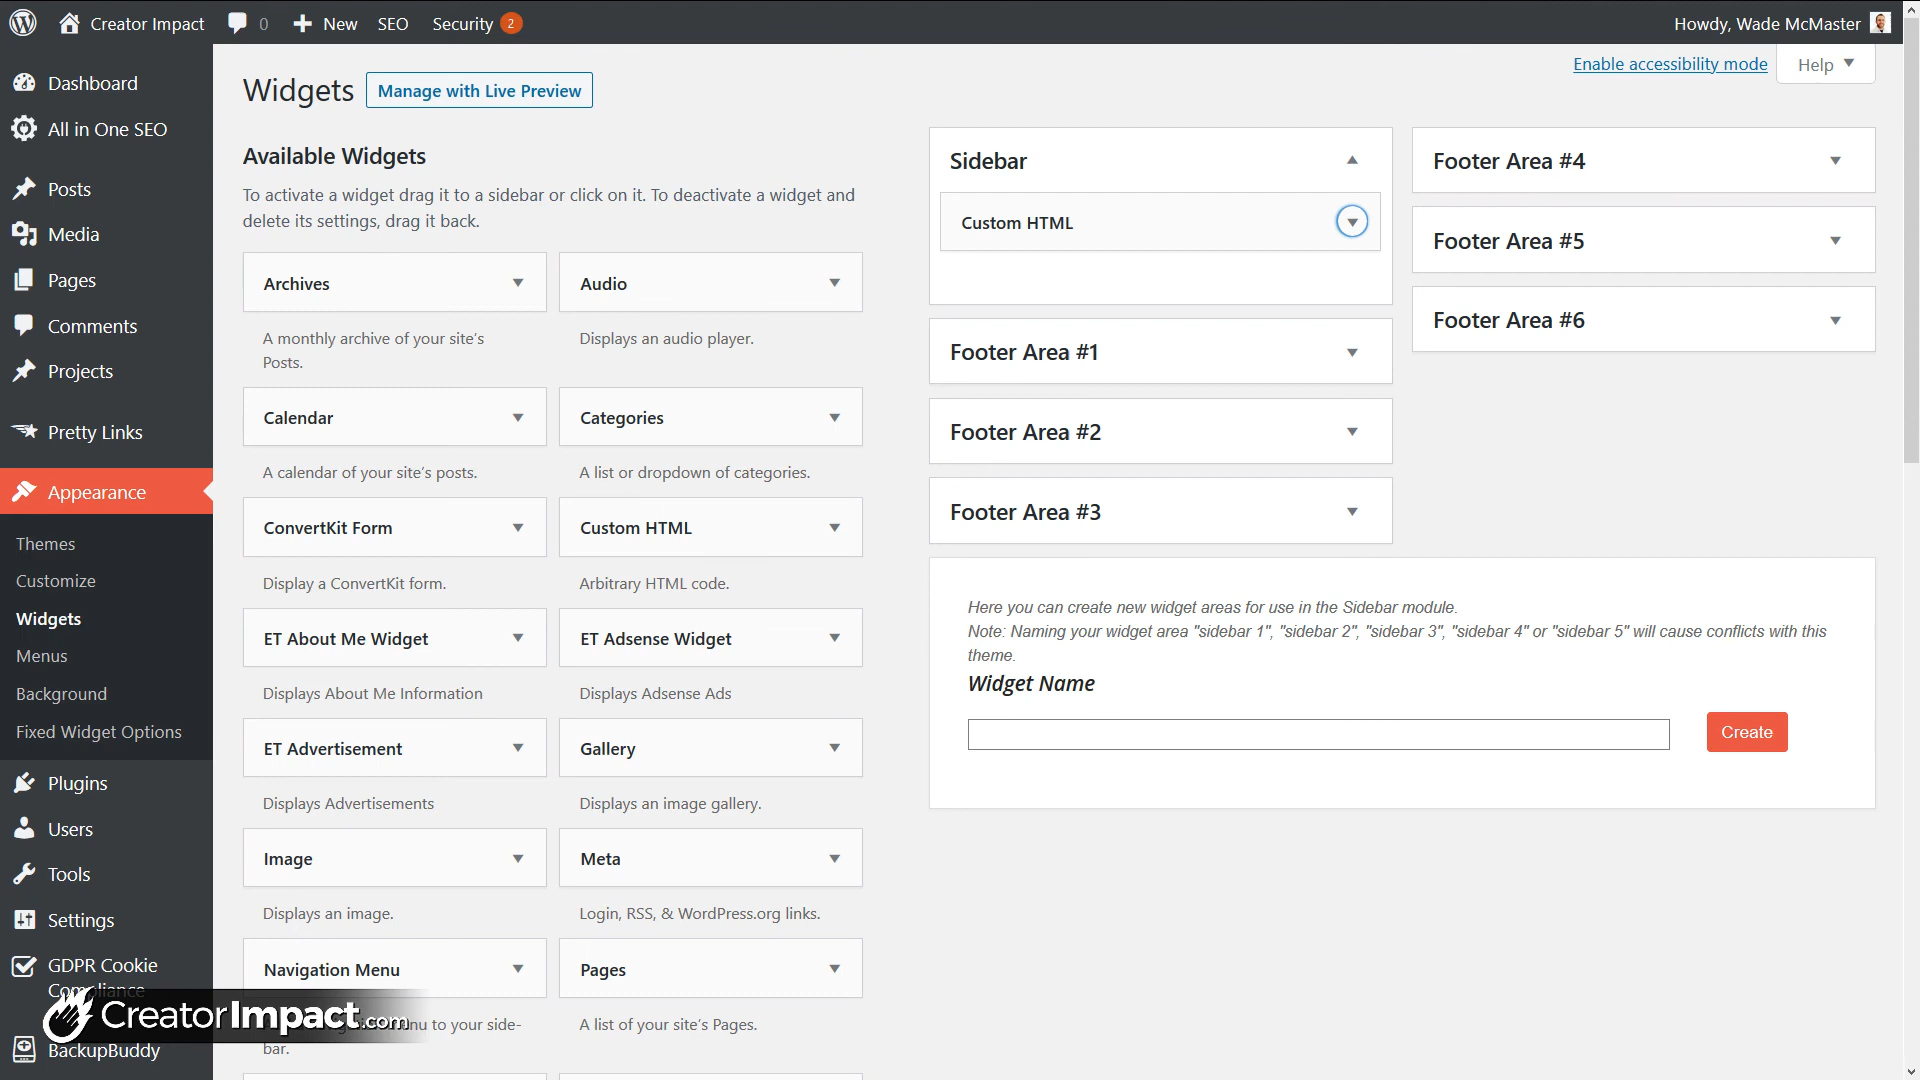 Creator Impact
0
New
SEO
Security
2
Howdy, Wade McMaster
Dashboard
All in One SEO
Posts
Media
Pages
Comments
Projects
Pretty Links
Appearance
Themes
Customize
Widgets
Menus
Background
Fixed Widget Options
Plugins
Users
Tools
Settings
GDPR Cookie
Compliance
BackupBuddy
Widgets
Manage with Live Preview
Enable accessibility mode
Help
Available Widgets
To activate a widget drag it to a sidebar or click on it. To deactivate a widget and
delete its settings, drag it back.
Archives
A monthly archive of your site’s
Posts.
Audio
Displays an audio player.
Calendar
A calendar of your site’s posts.
Categories
A list or dropdown of categories.
ConvertKit Form
Display a ConvertKit form.
Custom HTML
Arbitrary HTML code.
ET About Me Widget
Displays About Me Information
ET Adsense Widget
Displays Adsense Ads
ET Advertisement
Displays Advertisements
Gallery
Displays an image gallery.
Image
Displays an image.
Meta
Login, RSS, & WordPress.org links.
Navigation Menu
to your side-
bar.
Pages
A list of your site’s Pages.
Sidebar
Custom HTML
Footer Area #1
Footer Area #2
Footer Area #3
Footer Area #4
Footer Area #5
Footer Area #6
Here you can create new widget areas for use in the Sidebar module.
Note: Naming your widget area "sidebar 1", "sidebar 2", "sidebar 3", "sidebar 4" or "sidebar 5" will cause conflicts with this
theme.
Widget Name
Create
CreatorImpact.com